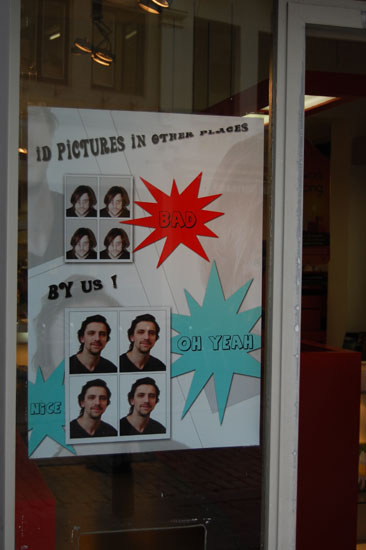 iD PiCTURES iN OTHER PLACES
BAD
BY US !
OH YEAH
NiCE